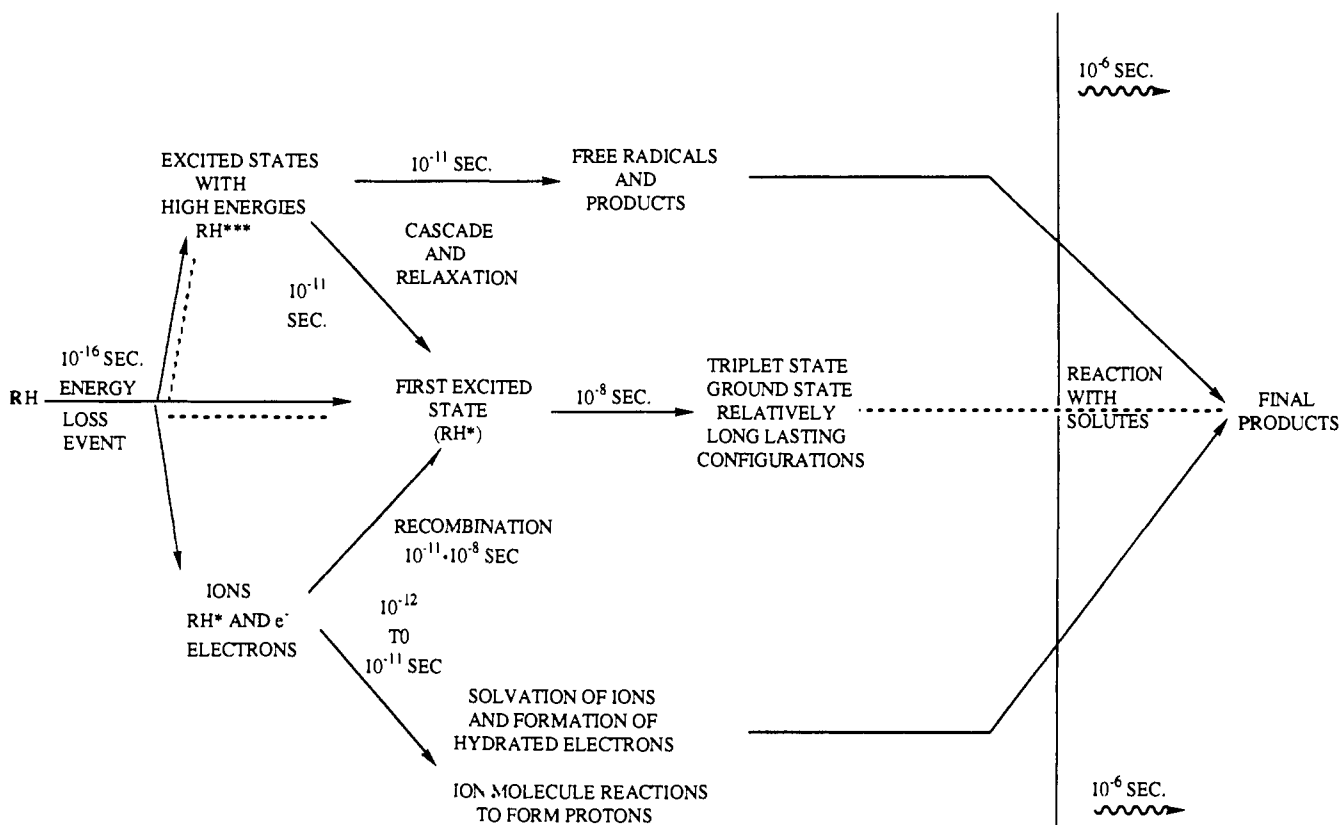 10⁻⁶ SEC.
EXCITED STATES
WITH
HIGH ENERGIES
RH***
10⁻¹¹ SEC.
FREE RADICALS
AND
PRODUCTS
CASCADE
AND
RELAXATION
10⁻¹¹
SEC.
10⁻¹⁶ SEC.
RH ENERGY
LOSS
EVENT
FIRST EXCITED
STATE
(RH*)
10⁻⁸ SEC.
TRIPLET STATE
GROUND STATE
RELATIVELY
LONG LASTING
CONFIGURATIONS
REACTION
WITH
SOLUTES
FINAL
PRODUCTS
RECOMBINATION
10⁻¹¹-10⁻⁸ SEC
IONS
RH* AND e⁻
ELECTRONS
10⁻¹²
TO
10⁻¹¹ SEC
SOLVATION OF IONS
AND FORMATION OF
HYDRATED ELECTRONS
ION MOLECULE REACTIONS
TO FORM PROTONS
10⁻⁶ SEC.